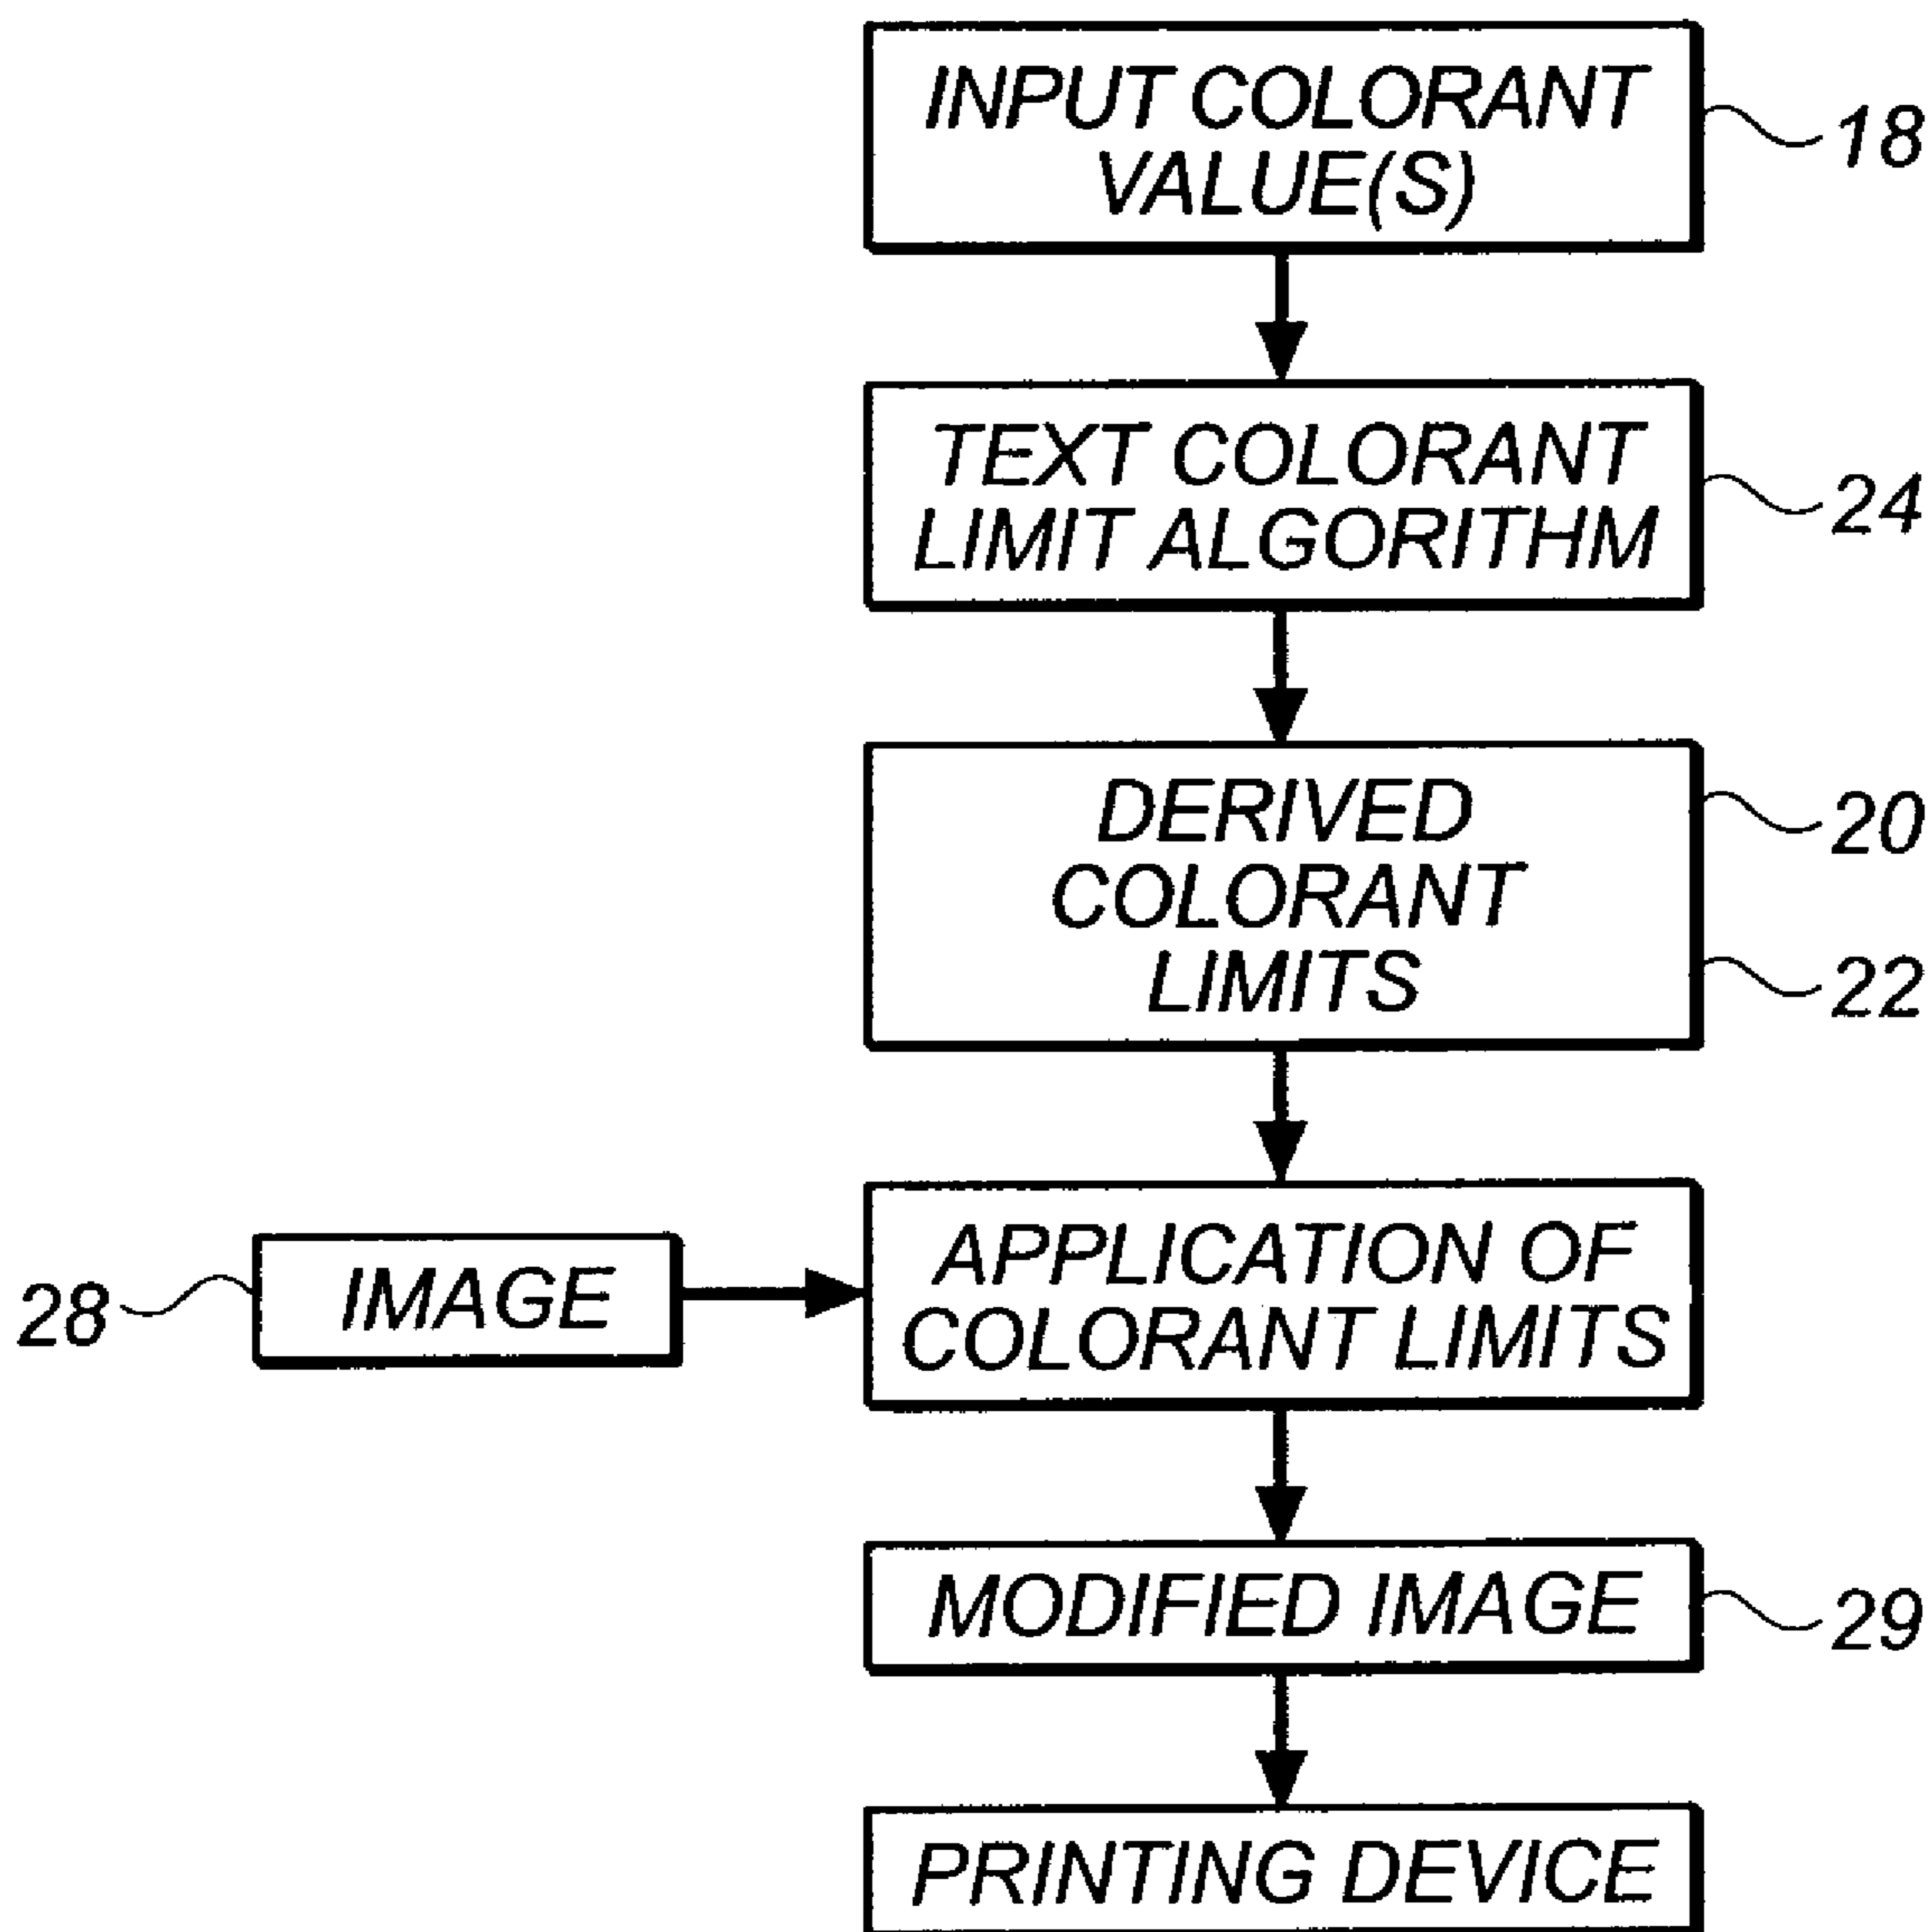 INPUT COLORANT
VALUE(S)
18
TEXT COLORANT
LIMIT ALGORITHM
24
DERIVED
20
COLORANT
LIMITS
22
APPLICATION OF
COLORANT LIMITS
28
IMAGE
MODIFIED IMAGE
29
PRINTING DEVICE